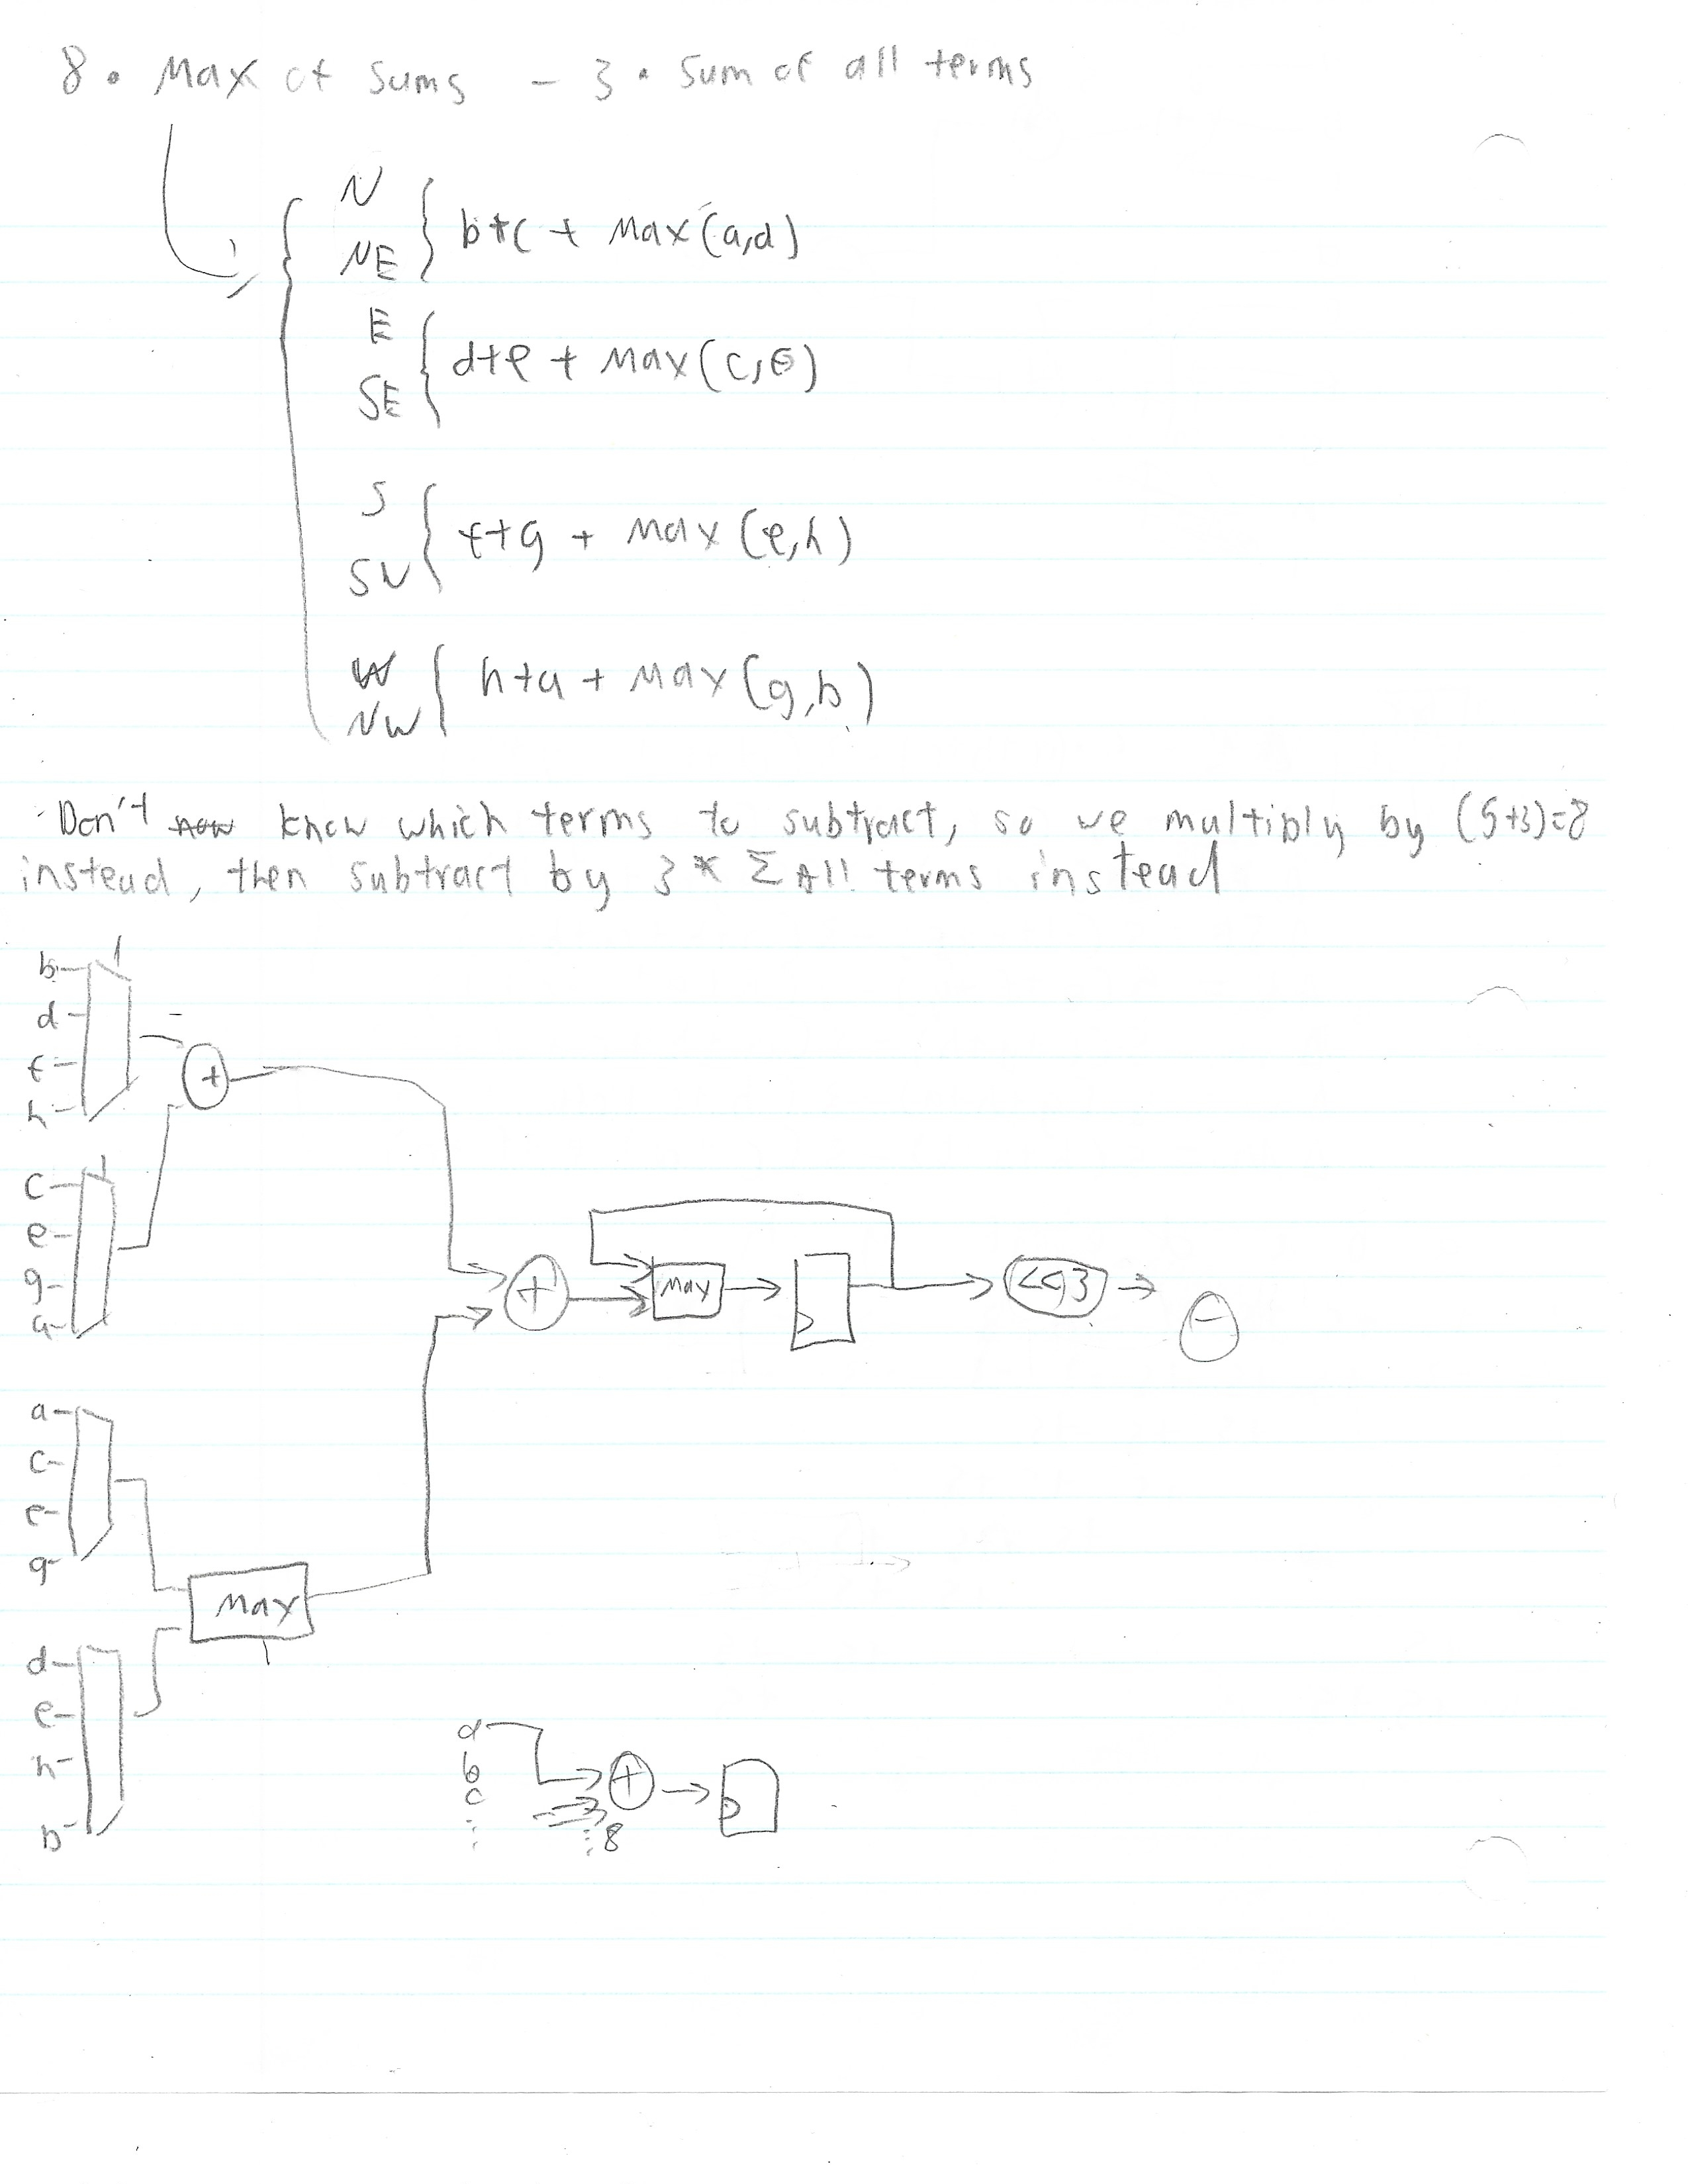 8 • Max of sums - 3 • Sum of all terms
N
NE
b+c + Max(a,d)
E
SE
d+e + Max(c,
S
SW
f+g + Max(e,h)
W
NW
h+a + Max(g,b)
Don't now know which terms to subtract, so we multiply by (5+3)=8
instead, then subtract by 3 * Σ All terms instead
b
d
f
h
+
c
e
g
a
+
Max
<<3
-
a
c
e
g
Max
d
h
b
a
b
c
⋮
+
⋮8